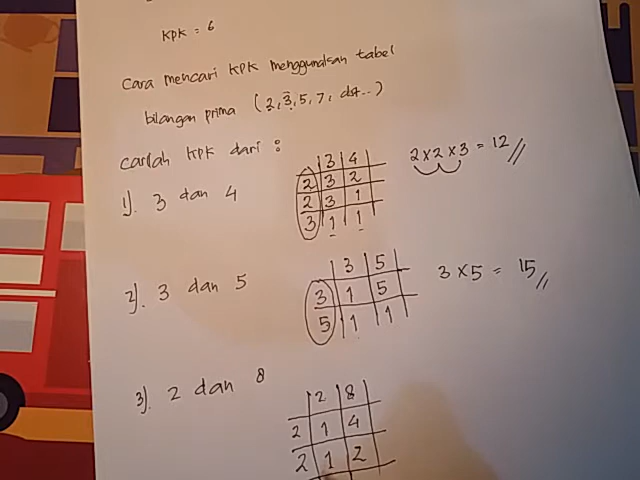 KPK = 6
Cara mencari KPK menggunakan tabel
bilangan prima (2, 3, 5, 7, dst..)
Carilah KPK dari :
1). 3 dan 4
3 4
2 3 2
2 3 1
3 1 1
2 x 2 x 3 = 12 //
2). 3 dan 5
3 5
3 1 5
5 1 1
3 x 5 = 15 //
3). 2 dan 8
2 8
2 1 4
2 1 2